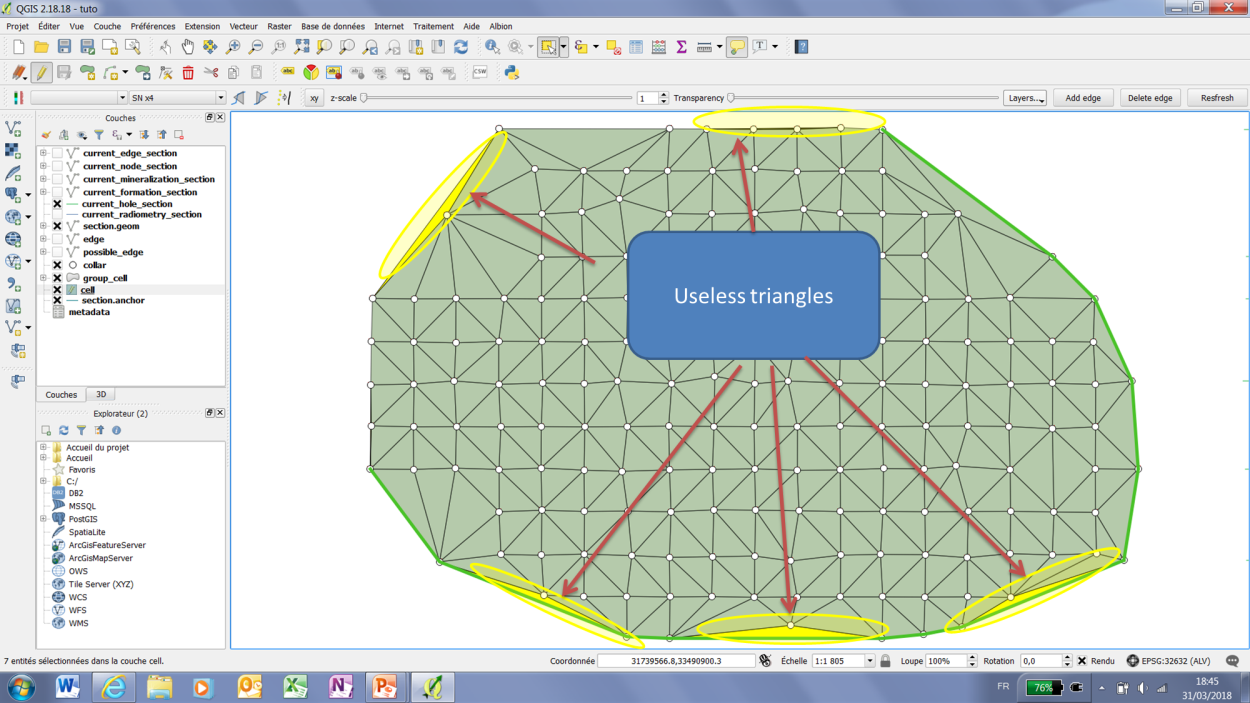 QGIS 2.18.18 - tuto
Projet Éditer Vue Couche Préférences Extension Vecteur Raster Base de données Internet Traitement Aide Albion
SN x4
xy z-scale 1 Transparency Layers... Add edge Delete edge Resfresh
Couches
current_edge_section
current_node_section
current_mineralization_section
current_formation_section
current_hole_section
current_radiometry_section
section.geom
edge
possible_edge
collar
group_cell
cell
section.anchor
metadata
Couches 3D
Explorateur (2)
Accueil du projet
Accueil
Favoris
C:/
DB2
MSSQL
PostGIS
SpatiaLite
ArcGisFeatureServer
ArcGisMapServer
OWS
Tile Server (XYZ)
WCS
WFS
WMS
Useless triangles
7 entités sélectionnées dans la couche cell.
Coordonnée 31739566.8,33490900.3 Échelle 1:1 805 Loupe 100% Rotation 0,0 Rendu EPSG:32632 (ALV)
FR 76% 18:45
31/03/2018